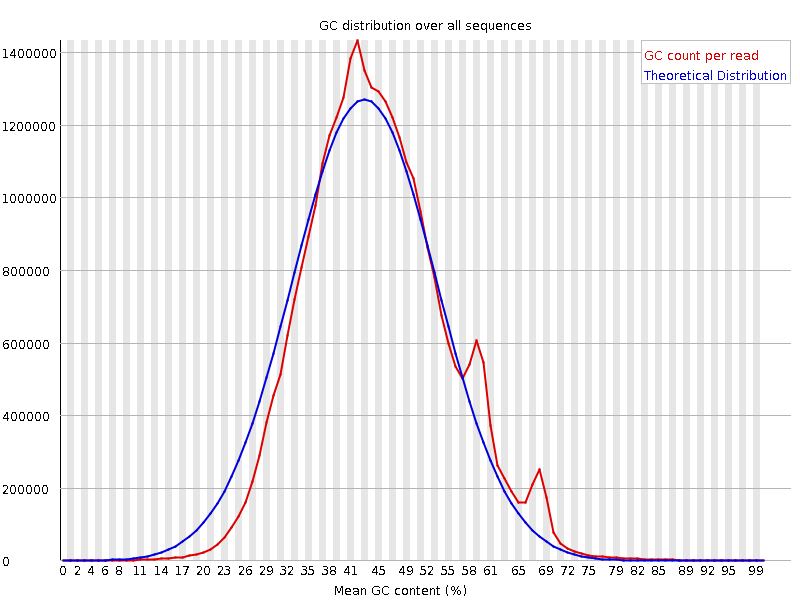 GC distribution over all sequences
GC count per read
Theoretical Distribution
1400000
1200000
1000000
800000
600000
400000
200000
0
0 2 4 6 8 11 14 17 20 23 26 29 32 35 38 41 45 49 52 55 58 61 65 69 72 75 79 82 85 89 92 95 99
Mean GC content (%)